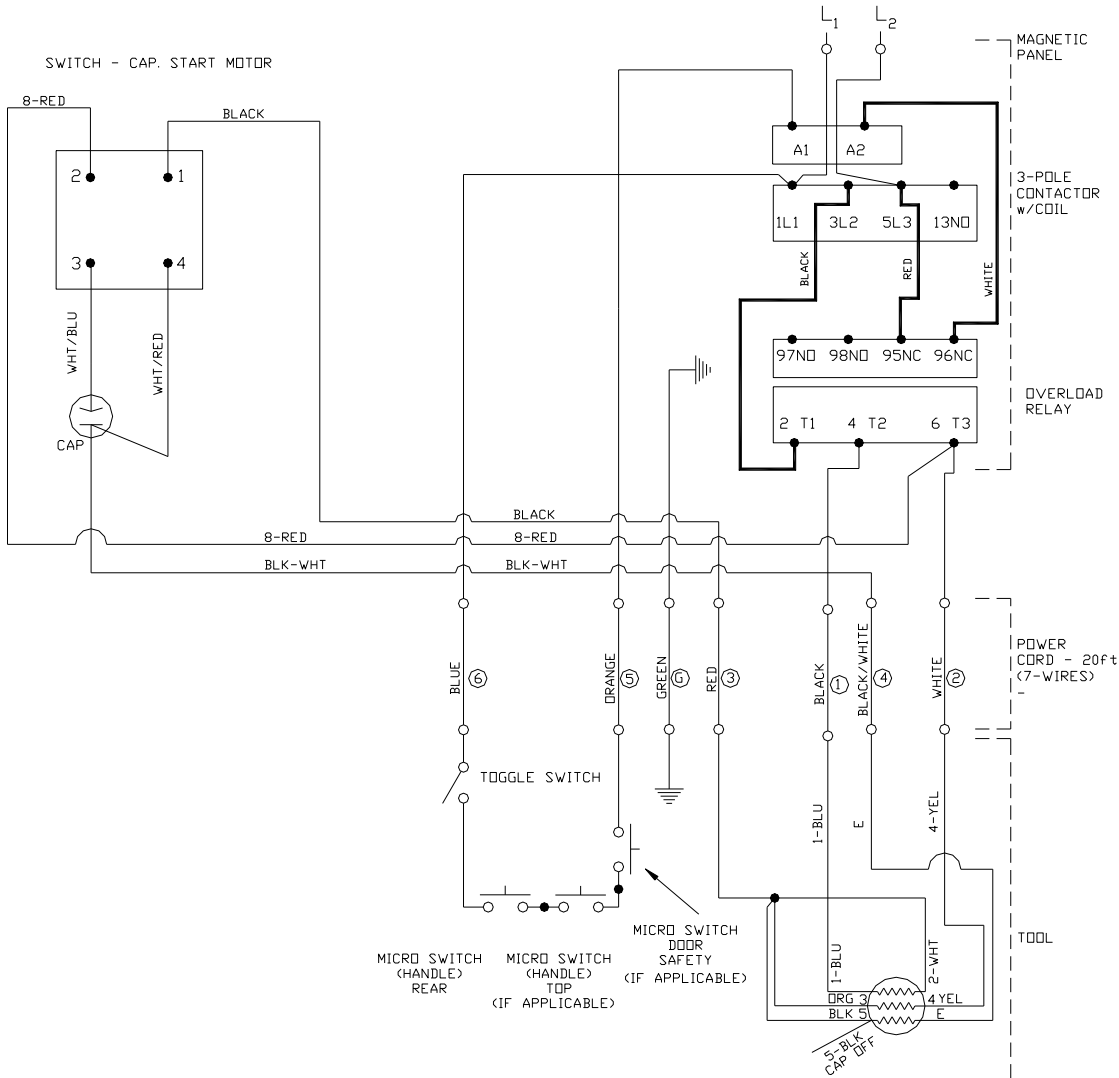 L1
L2
MAGNETIC
PANEL
SWITCH - CAP. START MOTOR
8-RED
BLACK
A1 A2
2 1
3 4
3-POLE
CONTACTOR
W/COIL
1L1 3L2 5L3 13NO
BLACK
RED
WHITE
WHT/BLU
WHT/RED
97NO 98NO 95NC 96NC
OVERLOAD
RELAY
2 T1 4 T2 6 T3
CAP
BLACK
8-RED 8-RED
BLK-WHT BLK-WHT
BLUE 6
ORANGE 5
GREEN G
RED 3
BLACK 1
BLACK/WHITE 4
WHITE 2
POWER
CORD - 20ft
(7-WIRES)
-
TOGGLE SWITCH
1-BLU
E
4-YEL
MICRO SWITCH
(HANDLE)
REAR
MICRO SWITCH
(HANDLE)
TOP
(IF APPLICABLE)
MICRO SWITCH
DOOR
SAFETY
(IF APPLICABLE)
TOOL
1-BLU
2-WHT
ORG 3 4 YEL
BLK 5 E
5-BLK
CAP OFF